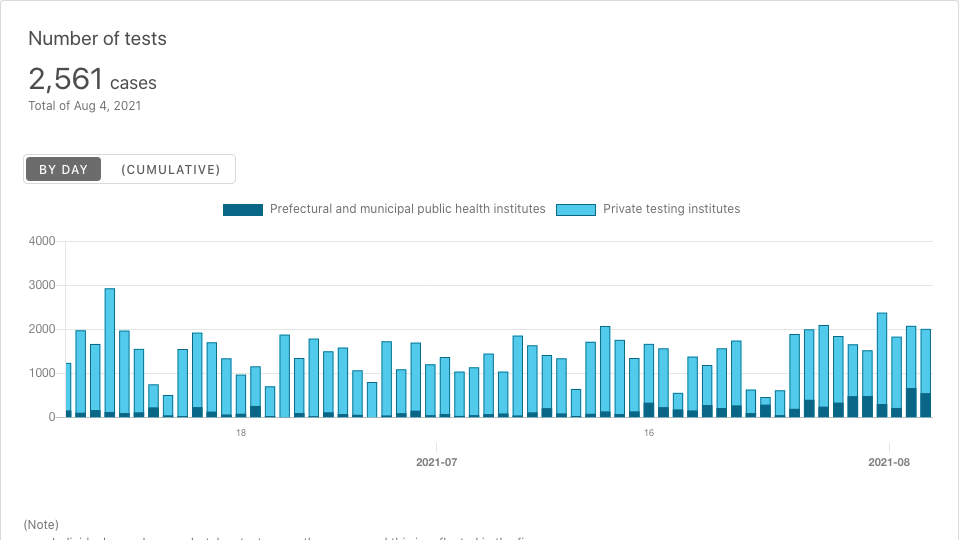 Number of tests
2,561 cases
Total of Aug 4, 2021
BY DAY (CUMULATIVE)
Prefectural and municipal public health institutes Private testing institutes
4000
3000
2000
1000
0
18 16
2021-07 2021-08
(Note)